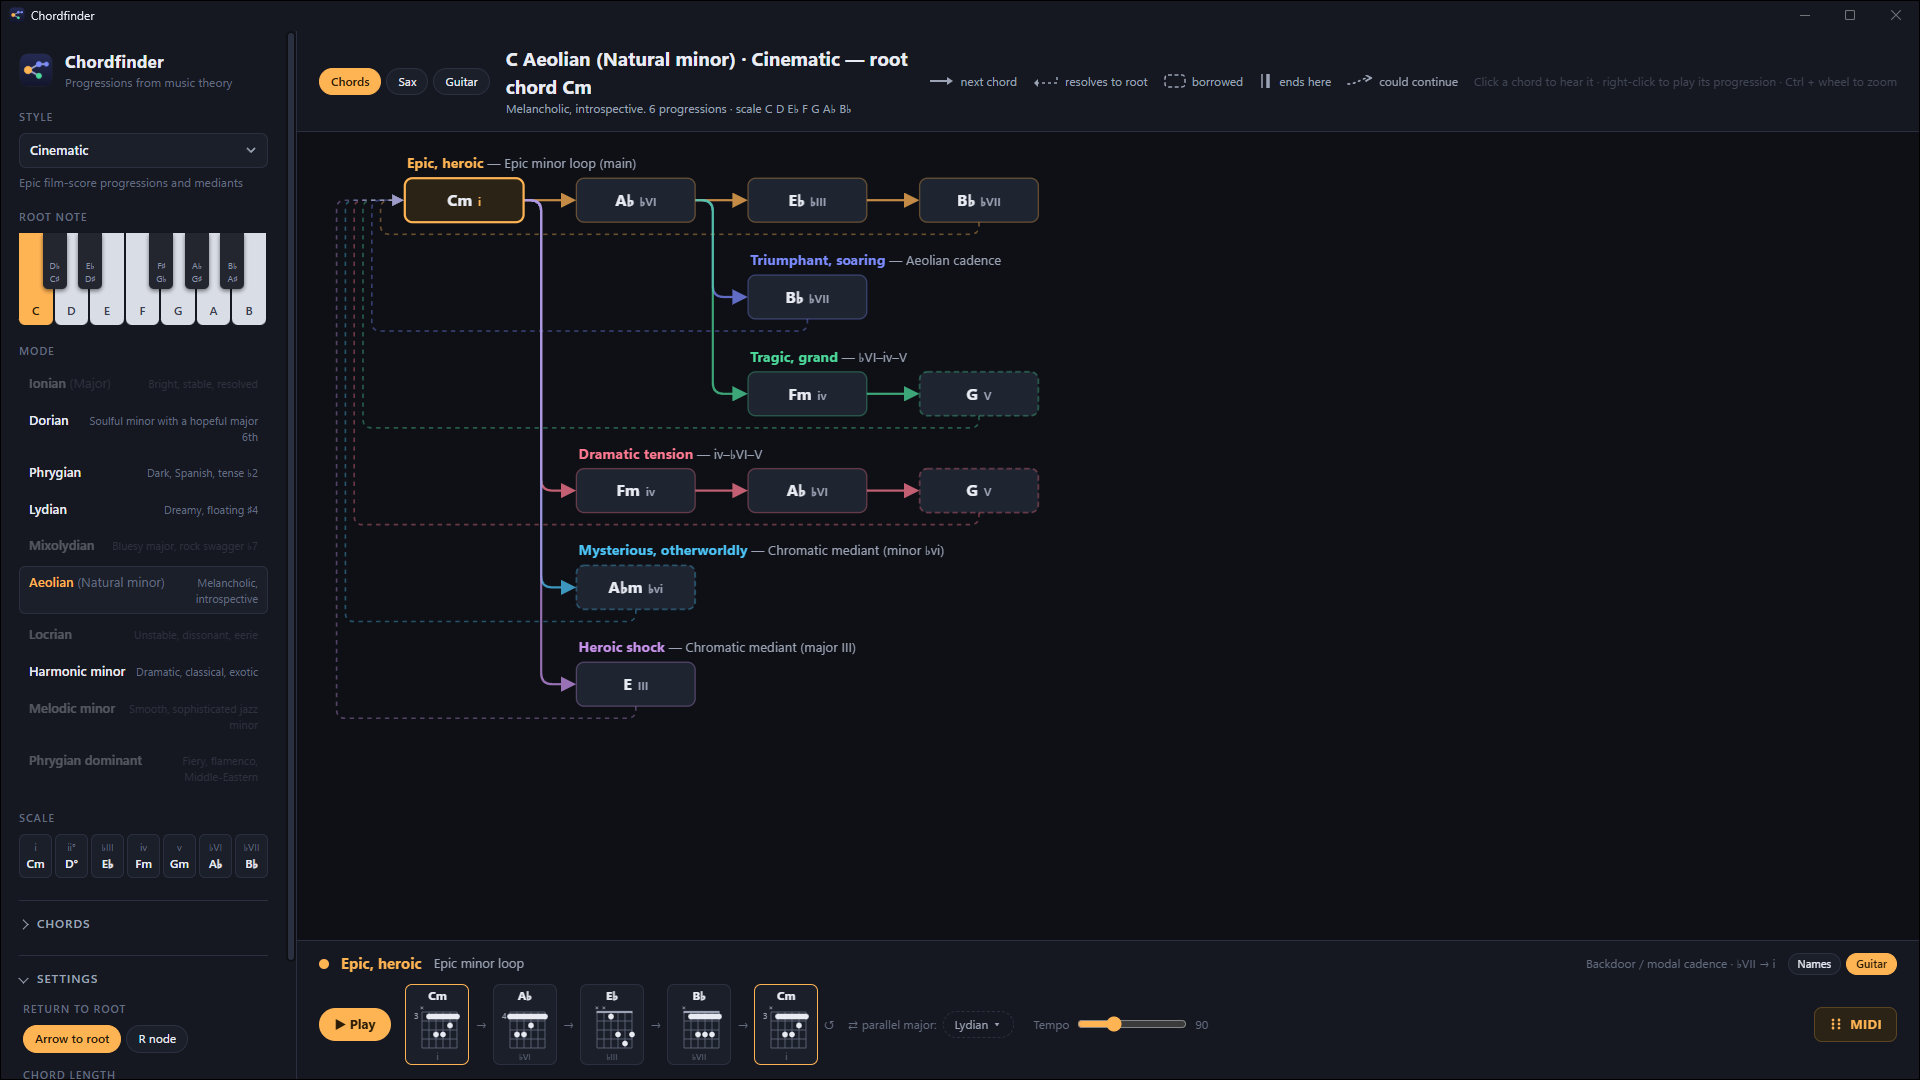 Chordfinder
Chordfinder
Progressions from music theory
STYLE
Cinematic
Epic film-score progressions and mediants
ROOT NOTE
D♭ E♭ F♯ A♭ B♭
C♯ D♯ G♭ G♯ A♯
C D E F G A B
MODE
Ionian (Major) Bright, stable, resolved
Dorian Soulful minor with a hopeful major
6th
Phrygian Dark, Spanish, tense ♭2
Lydian Dreamy, floating ♯4
Mixolydian Bluesy major, rock swagger ♭7
Aeolian (Natural minor) Melancholic,
introspective
Locrian Unstable, dissonant, eerie
Harmonic minor Dramatic, classical, exotic
Melodic minor Smooth, sophisticated jazz
minor
Phrygian dominant Fiery, flamenco,
Middle-Eastern
SCALE
i ii° ♭III iv v ♭VI ♭VII
Cm D° E♭ Fm Gm A♭ B♭
CHORDS
SETTINGS
RETURN TO ROOT
Arrow to root R node
CHORD LENGTH
Chords Sax Guitar
C Aeolian (Natural minor) · Cinematic — root
chord Cm
Melancholic, introspective. 6 progressions · scale C D E♭ F G A♭ B♭
next chord resolves to root borrowed ends here could continue Click a chord to hear it · right-click to play its progression · Ctrl + wheel to zoom
Epic, heroic — Epic minor loop (main)
Cm i A♭ ♭VI E♭ ♭III B♭ ♭VII
Triumphant, soaring — Aeolian cadence
B♭ ♭VII
Tragic, grand — ♭VI–iv–V
Fm iv G V
Dramatic tension — iv–♭VI–V
Fm iv A♭ ♭VI G V
Mysterious, otherworldly — Chromatic mediant (minor ♭vi)
A♭m ♭vi
Heroic shock — Chromatic mediant (major III)
E III
Epic, heroic Epic minor loop
Backdoor / modal cadence · ♭VII → i Names Guitar
▶ Play
Cm → A♭ → E♭ → B♭ → Cm ↺
3 4 3
i ♭VI ♭III ♭VII i
⇄ parallel major: Lydian ▾ Tempo 90
MIDI